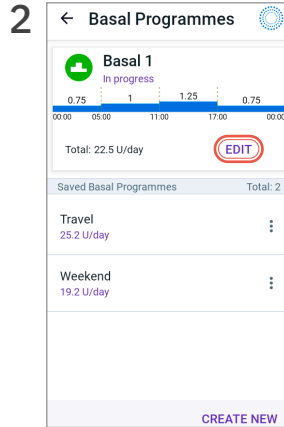 2
← Basal Programmes
Basal 1
In progress
0.75 1 1.25 0.75
00:00 05:00 11:00 17:00 00:00
Total: 22.5 U/day EDIT
Saved Basal Programmes Total: 2
Travel
25.2 U/day
Weekend
19.2 U/day
CREATE NEW